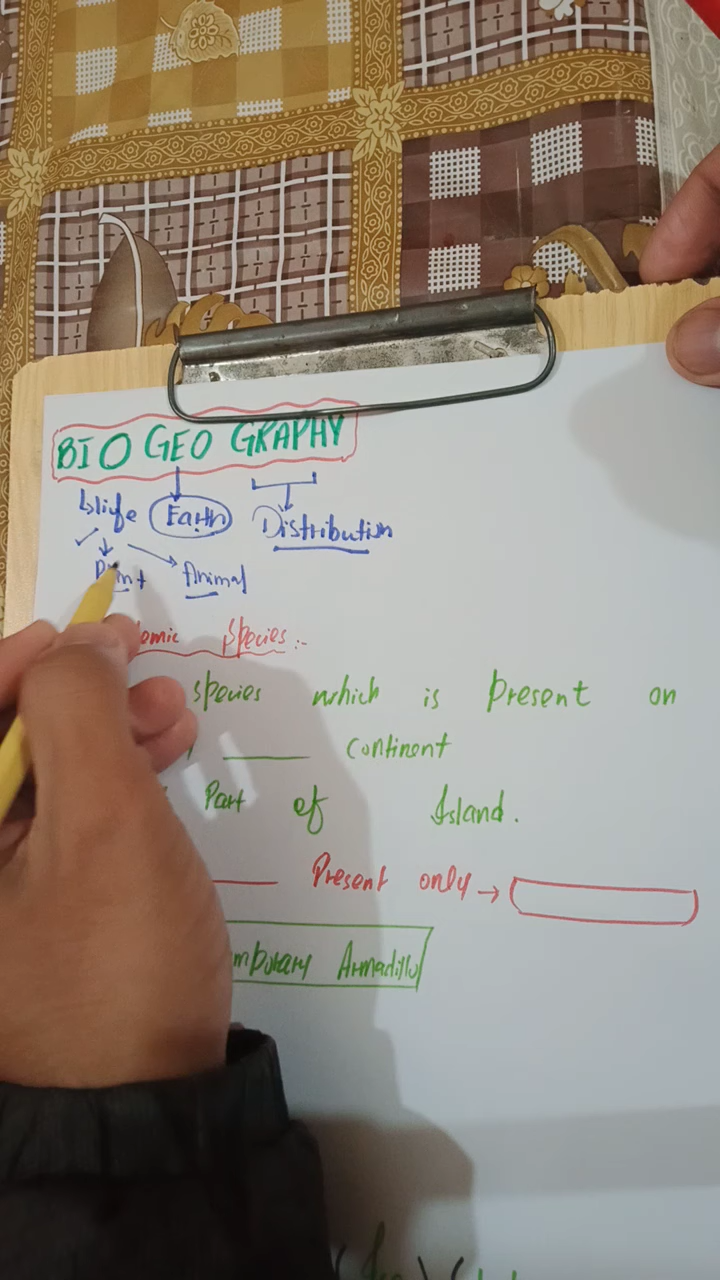 BIO GEO GRAPHY
life Earth Distribution
Plant Animal
Species:-
species which is Present on
continent
Part of Island.
Present only →
Armadillo